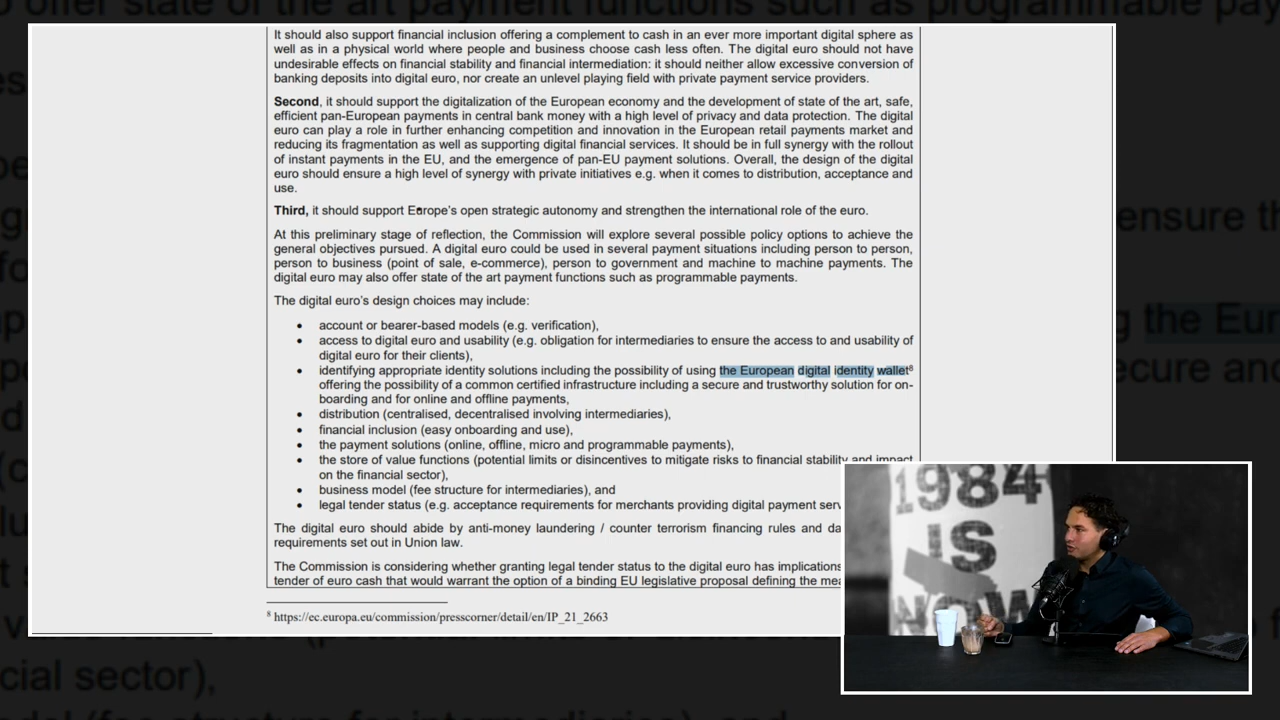 o offer state of the art payment functions such as programmable pay
It should also support financial inclusion offering a complement to cash in an ever more important digital sphere as
well as in a physical world where people and business choose cash less often. The digital euro should not have
undesirable effects on financial stability and financial intermediation: it should neither allow excessive conversion of
banking deposits into digital euro, nor create an unlevel playing field with private payment service providers.
Second, it should support the digitalization of the European economy and the development of state of the art, safe,
efficient pan-European payments in central bank money with a high level of privacy and data protection. The digital
euro can play a role in further enhancing competition and innovation in the European retail payments market and
reducing its fragmentation as well as supporting digital financial services. It should be in full synergy with the rollout
of instant payments in the EU, and the emergence of pan-EU payment solutions. Overall, the design of the digital
euro should ensure a high level of synergy with private initiatives e.g. when it comes to distribution, acceptance and
use.
Third, it should support Europe's open strategic autonomy and strengthen the international role of the euro.
At this preliminary stage of reflection, the Commission will explore several possible policy options to achieve the
general objectives pursued. A digital euro could be used in several payment situations including person to person,
person to business (point of sale, e-commerce), person to government and machine to machine payments. The
digital euro may also offer state of the art payment functions such as programmable payments.
The digital euro's design choices may include:
• account or bearer-based models (e.g. verification),
• access to digital euro and usability (e.g. obligation for intermediaries to ensure the access to and usability of
digital euro for their clients),
• identifying appropriate identity solutions including the possibility of using the European digital identity wallet⁸
offering the possibility of a common certified infrastructure including a secure and trustworthy solution for on-
boarding and for online and offline payments,
• distribution (centralised, decentralised involving intermediaries),
• financial inclusion (easy onboarding and use),
• the payment solutions (online, offline, micro and programmable payments),
• the store of value functions (potential limits or disincentives to mitigate risks to financial stability and impact
on the financial sector),
• business model (fee structure for intermediaries), and
• legal tender status (e.g. acceptance requirements for merchants providing digital payment serv
The digital euro should abide by anti-money laundering / counter terrorism financing rules and da
requirements set out in Union law.
The Commission is considering whether granting legal tender status to the digital euro has implications
tender of euro cash that would warrant the option of a binding EU legislative proposal defining the mea
⁸ https://ec.europa.eu/commission/presscorner/detail/en/IP_21_2663
ensure th
g the Eur
ecure and
cial sector),
1984
IS
NOW